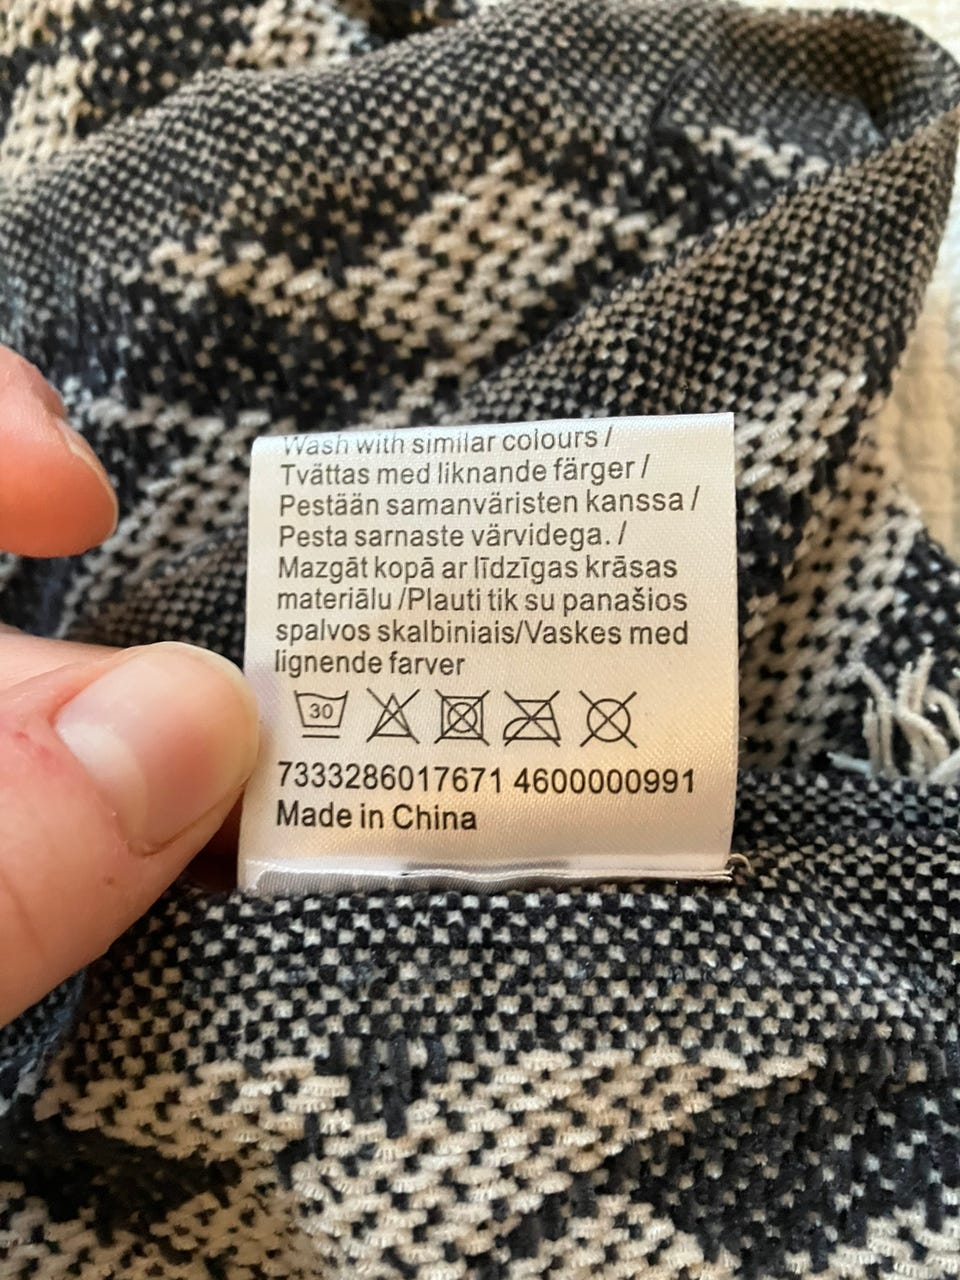 Wash with similar colours /
Tvättas med liknande färger /
Pestään samanväristen kanssa /
Pesta sarnaste värvidega. /
Mazgāt kopā ar līdzīgas krāsas
materiālu /Plauti tik su panašios
spalvos skalbiniais/Vaskes med
lignende farver
30
7333286017671 4600000991
Made in China